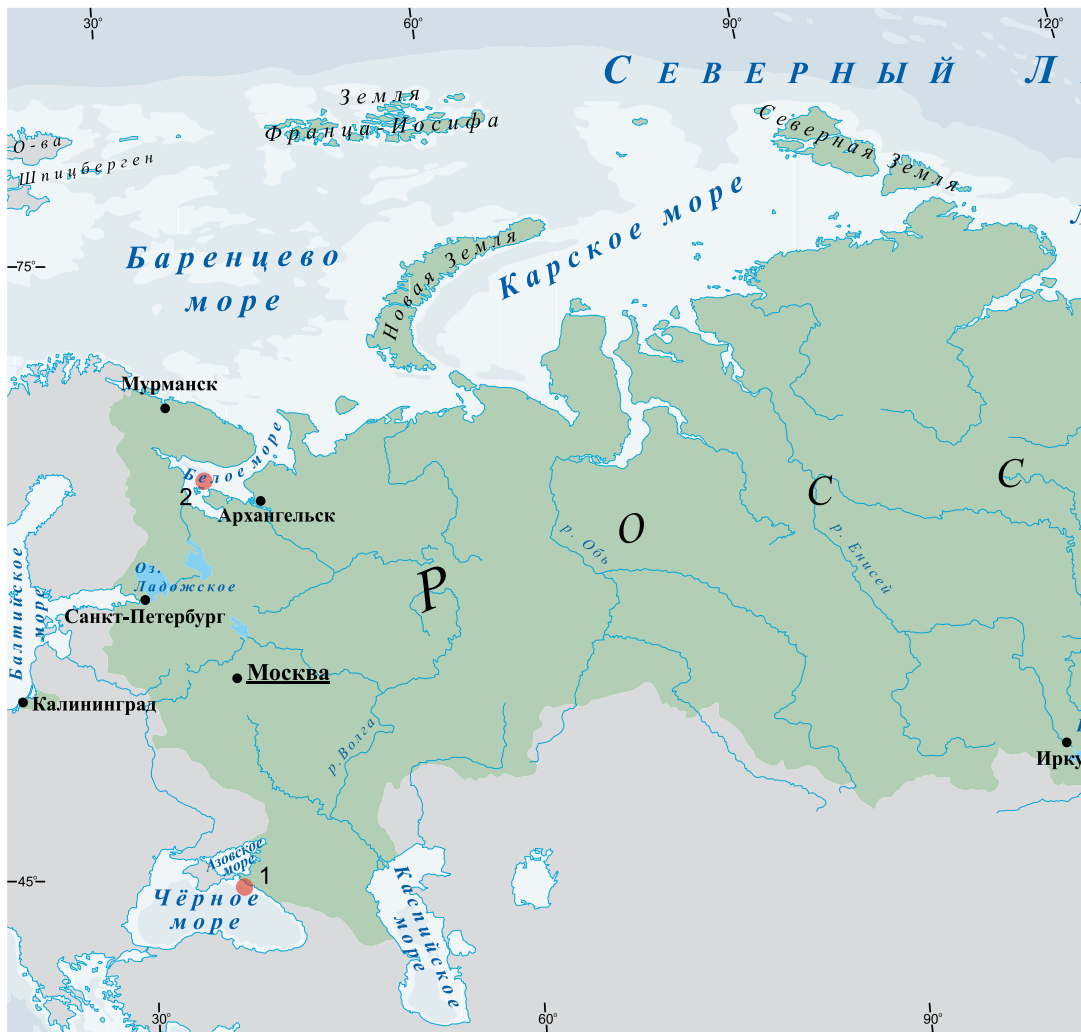 30°
60°
90°
120°
СЕВЕРНЫЙ Л
Земля
Франца-Иосифа
Северная Земля
О-ва
Шпицберген
Карское море
Новая Земля
Баренцево
море
75°
Мурманск
Белое море
2
Архангельск
С
С
О
р. Обь
р. Енисей
Р
Оз.
Ладожское
Балтийское
море
Санкт-Петербург
Москва
Калининград
р.Волга
Ирку
Азовское
море
1
45°
Чёрное
море
Каспийское
море
30°
60°
90°